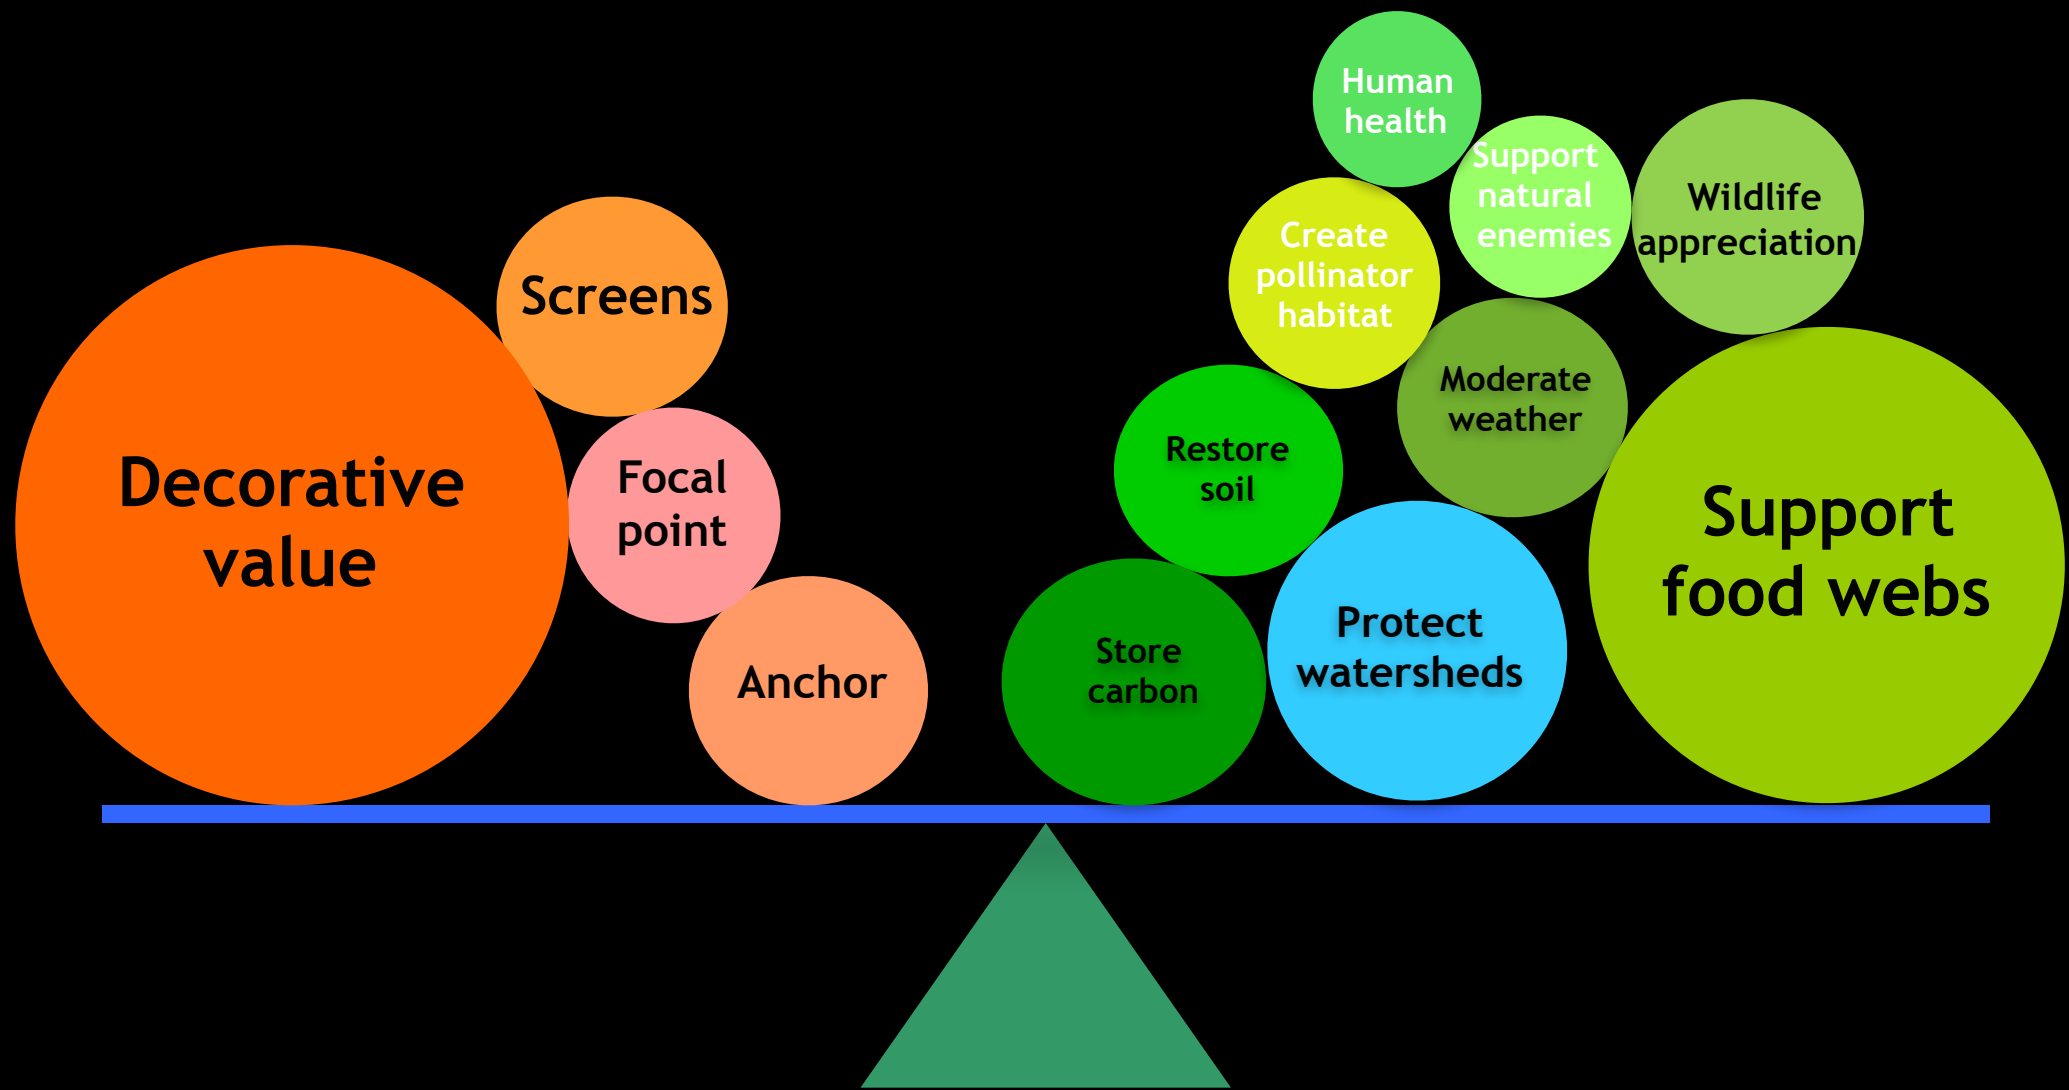 Decorative
value
Screens
Focal
point
Anchor
Human
health
Support
natural
enemies
Wildlife
appreciation
Create
pollinator
habitat
Moderate
weather
Restore
soil
Support
food webs
Store
carbon
Protect
watersheds